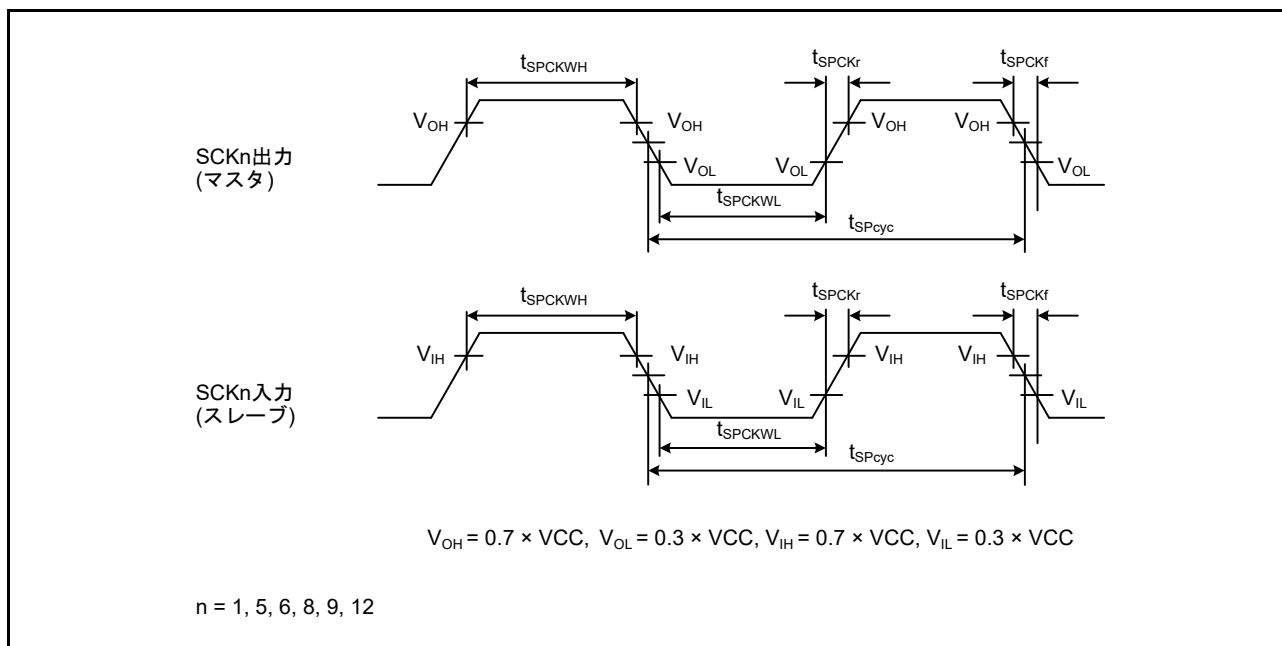 tSPCKWH
tSPCKr
tSPCKf
VOH
VOH
VOH
VOH
SCKn出力
(マスタ)
VOL
VOL
VOL
tSPCKWL
tSPcyc
tSPCKWH
tSPCKr
tSPCKf
VIH
VIH
VIH
VIH
SCKn入力
(スレーブ)
VIL
VIL
VIL
tSPCKWL
tSPcyc
VOH = 0.7 × VCC, VOL = 0.3 × VCC, VIH = 0.7 × VCC, VIL = 0.3 × VCC
n = 1, 5, 6, 8, 9, 12